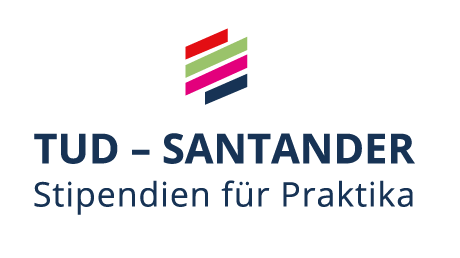 TUD – SANTANDER
Stipendien für Praktika